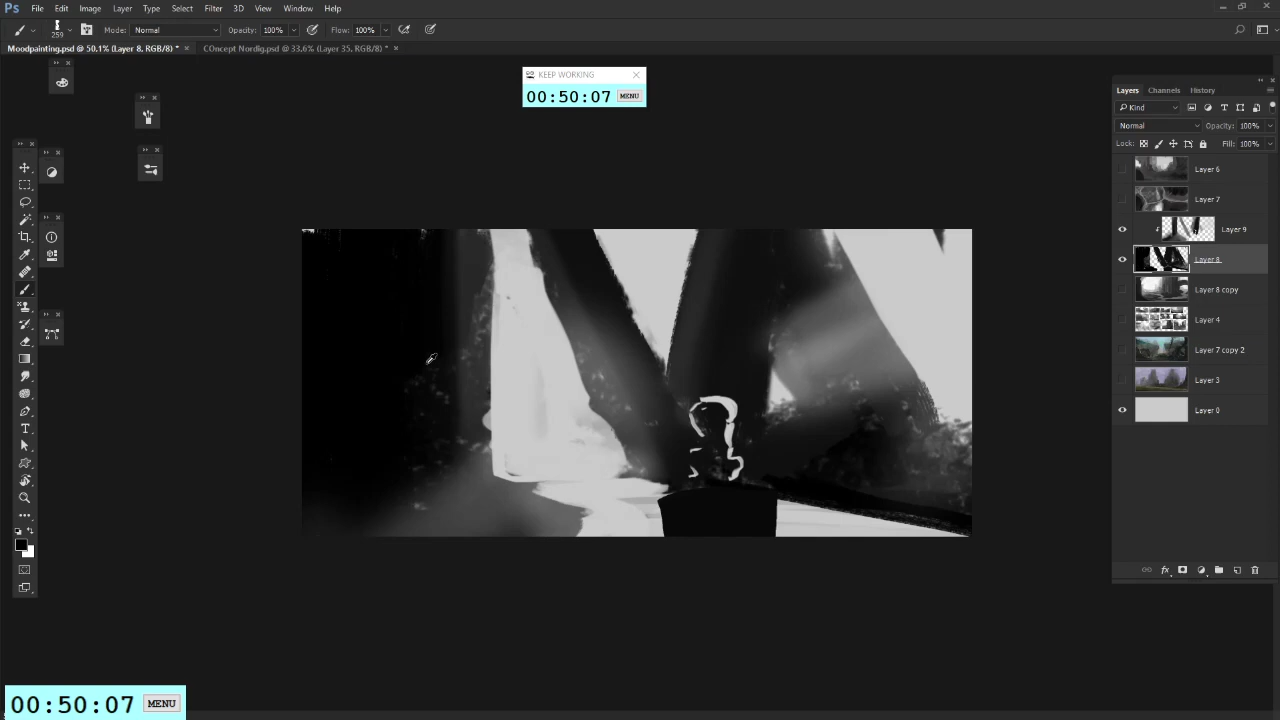 Ps File Edit Image Layer Type Select Filter 3D View Window Help
259 Mode: Normal Opacity: 100% Flow: 100%
Moodpainting.psd @ 50,1% (Layer 8, RGB/8) * × COncept Nordig.psd @ 33,6% (Layer 35, RGB/8) * ×
KEEP WORKING
00:50:07 MENU
Layers Channels History
Kind
Normal Opacity: 100%
Lock: Fill: 100%
Layer 6
Layer 7
Layer 9
Layer 8
Layer 8 copy
Layer 4
Layer 7 copy 2
Layer 3
Layer 0
fx
00:50:07 MENU